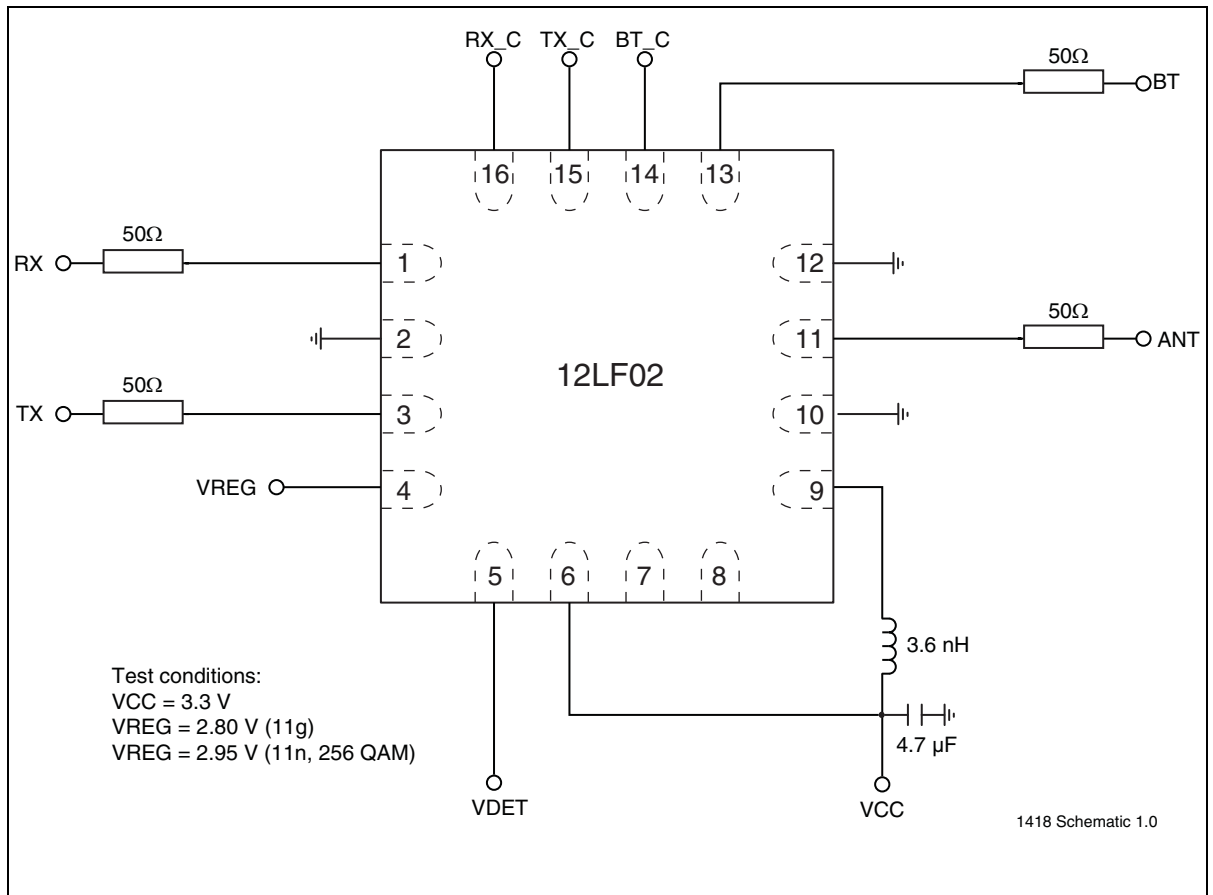 RX_C TX_C BT_C
50Ω
BT
16 15 14 13
50Ω
RX
1
12
50Ω
2
11
ANT
12LF02
50Ω
TX
3
10
VREG
4
9
5 6 7 8
3.6 nH
Test conditions:
VCC = 3.3 V
VREG = 2.80 V (11g)
VREG = 2.95 V (11n, 256 QAM)
4.7 µF
VDET
VCC
1418 Schematic 1.0